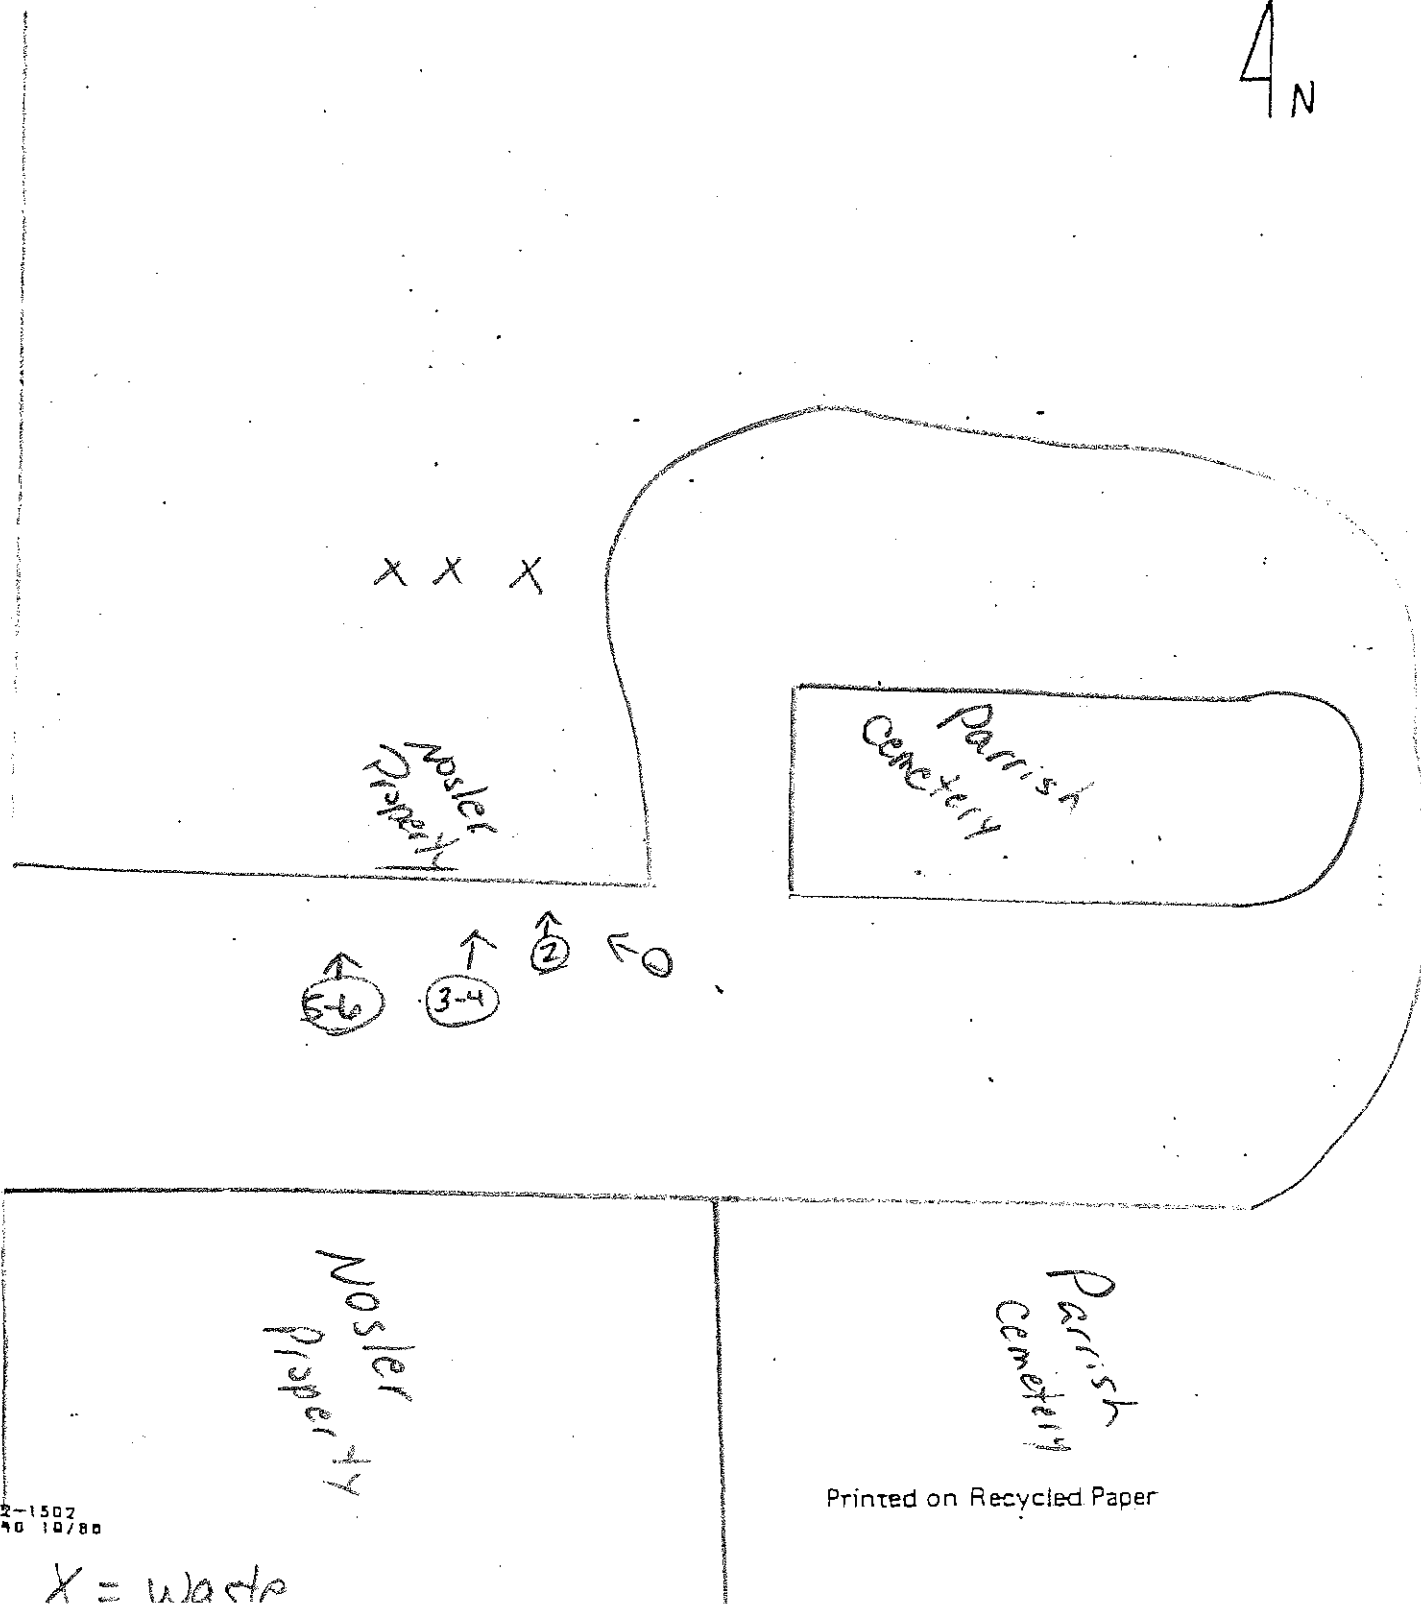 N
X X X
Nosler
Property
Parrish
Cemetery
5-6
3-4
2
Nosler
Property
Parrish
cemetery
Printed on Recycled Paper
2-1502
10/88
X = Waste